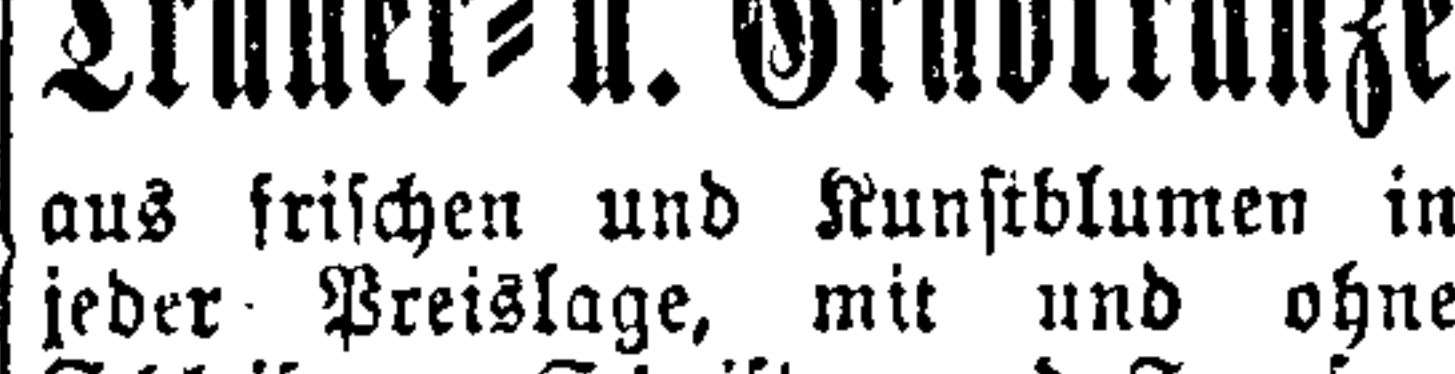 Trauer- u. Grabkränze
aus frischen und Kunstblumen in
jeder Preislage, mit und ohne